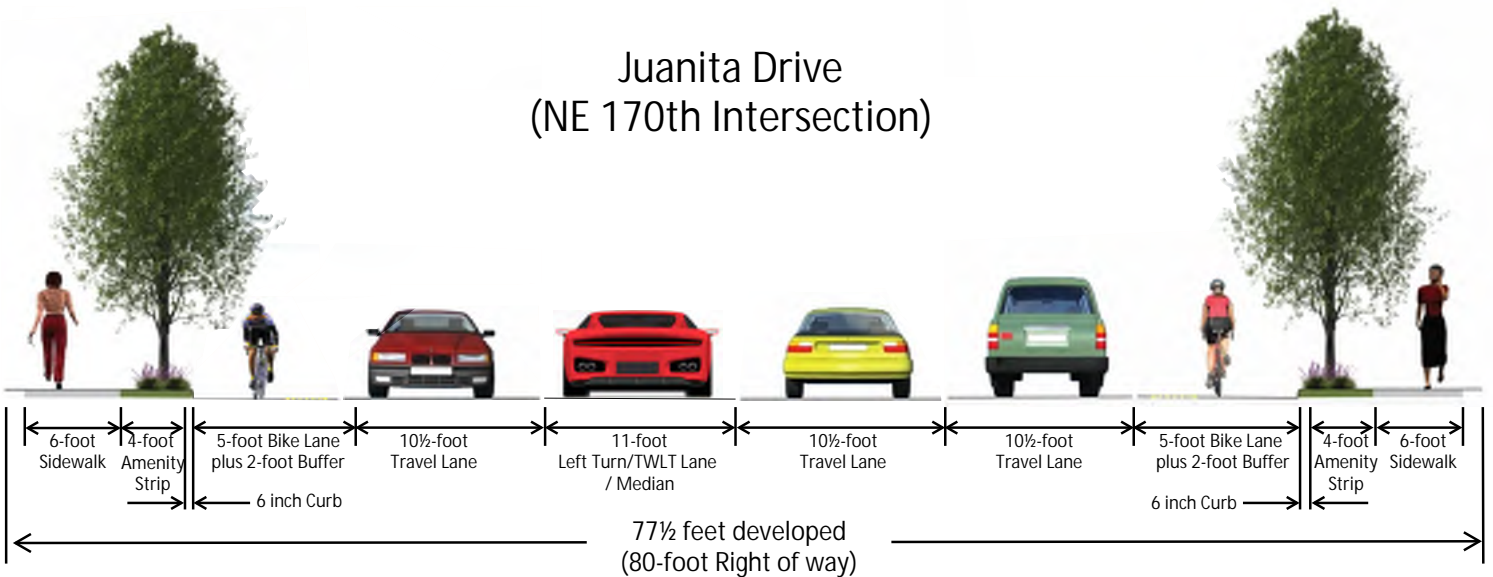 Juanita Drive
(NE 170th Intersection)
6-foot
Sidewalk
4-foot
Amenity
Strip
5-foot Bike Lane
plus 2-foot Buffer
10½-foot
Travel Lane
11-foot
Left Turn/TWLT Lane
/ Median
10½-foot
Travel Lane
10½-foot
Travel Lane
5-foot Bike Lane
plus 2-foot Buffer
4-foot
Amenity
Strip
6-foot
Sidewalk
6 inch Curb
6 inch Curb
77½ feet developed
(80-foot Right of way)